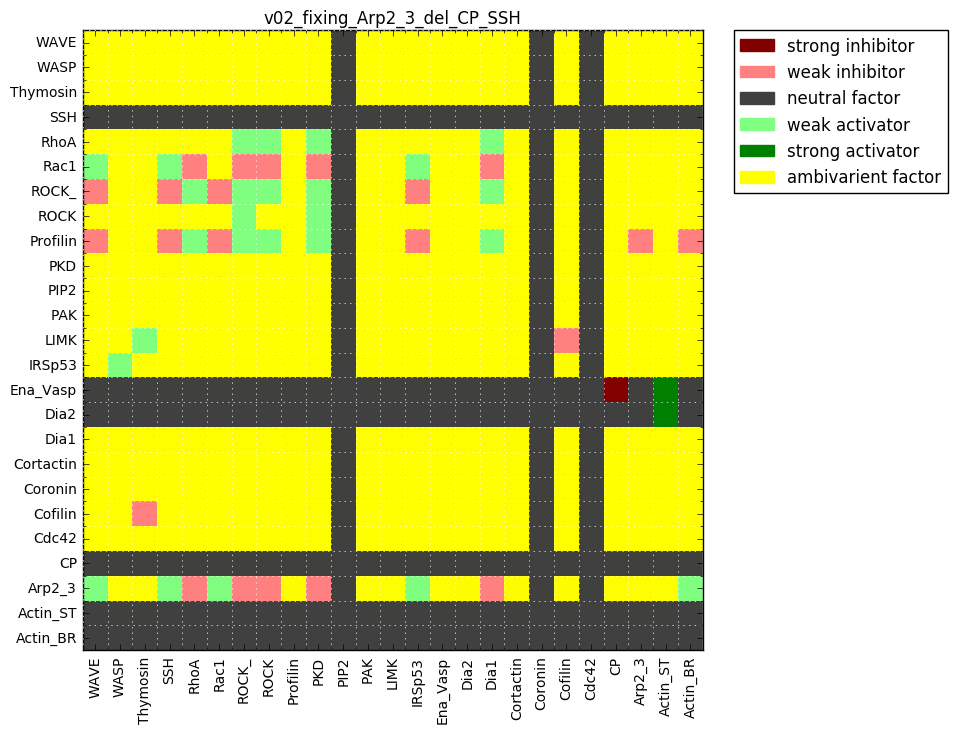 v02_fixing_Arp2_3_del_CP_SSH
WAVE
WASP
Thymosin
SSH
RhoA
Rac1
ROCK_
ROCK
Profilin
PKD
PIP2
PAK
LIMK
IRSp53
Ena_Vasp
Dia2
Dia1
Cortactin
Coronin
Cofilin
Cdc42
CP
Arp2_3
Actin_ST
Actin_BR
WAVE
WASP
Thymosin
SSH
RhoA
Rac1
ROCK_
ROCK
Profilin
PKD
PIP2
PAK
LIMK
IRSp53
Ena_Vasp
Dia2
Dia1
Cortactin
Coronin
Cofilin
Cdc42
CP
Arp2_3
Actin_ST
Actin_BR
strong inhibitor
weak inhibitor
neutral factor
weak activator
strong activator
ambivarient factor